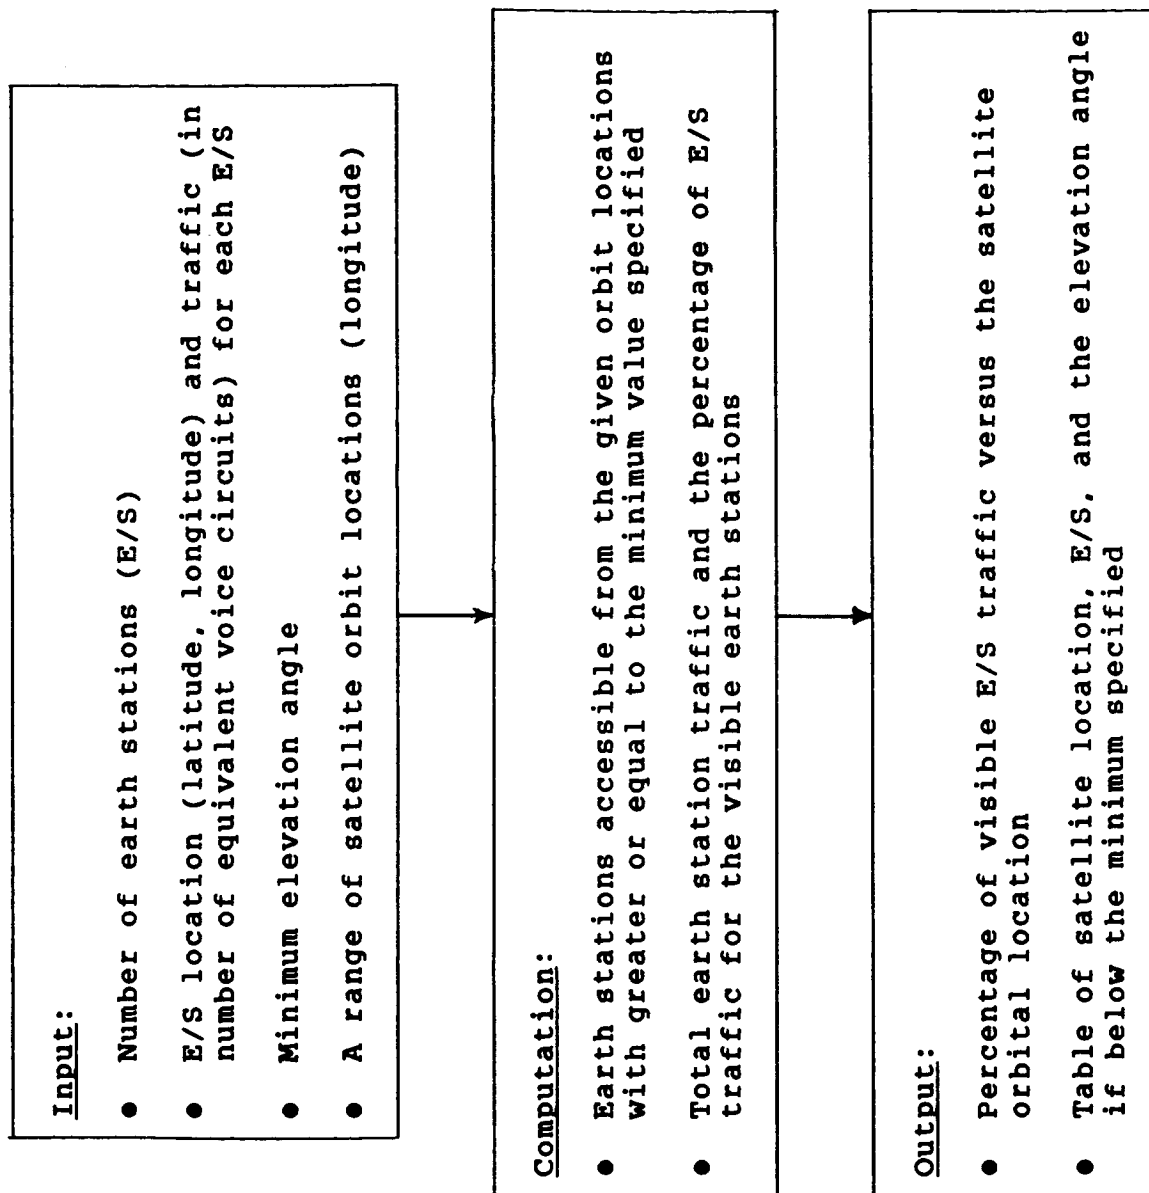 Input:
● Number of earth stations (E/S)
● E/S location (latitude, longitude) and traffic (in
number of equivalent voice circuits) for each E/S
● Minimum elevation angle
● A range of satellite orbit locations (longitude)
Computation:
● Earth stations accessible from the given orbit locations
with greater or equal to the minimum value specified
● Total earth station traffic and the percentage of E/S
traffic for the visible earth stations
Output:
● Percentage of visible E/S traffic versus the satellite
orbital location
● Table of satellite location, E/S, and the elevation angle
if below the minimum specified